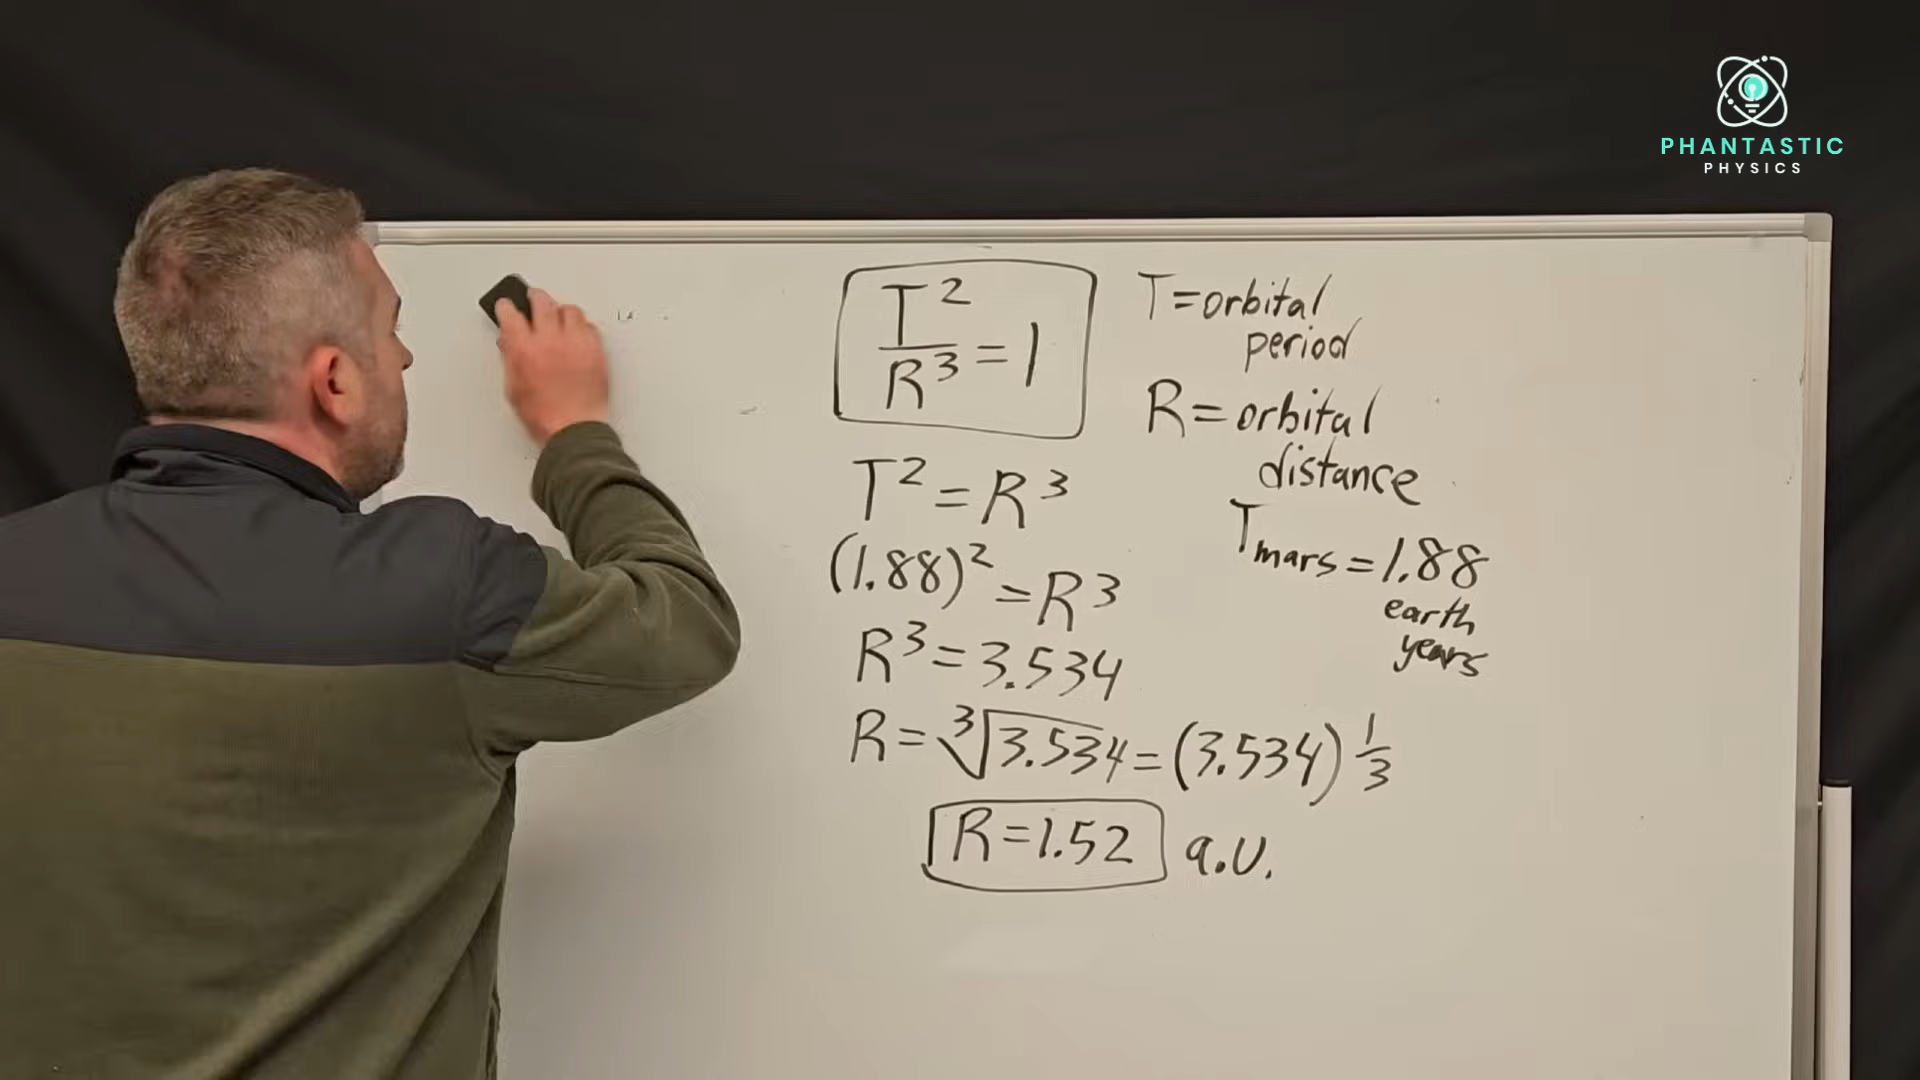 PHANTASTIC
PHYSICS
T²/R³ = 1
T = orbital
period
R = orbital
distance
T² = R³
(1.88)² = R³
R³ = 3.534
R = ∛3.534 = (3.534)^1/3
R = 1.52 a.u.
Tmars = 1.88
earth
years